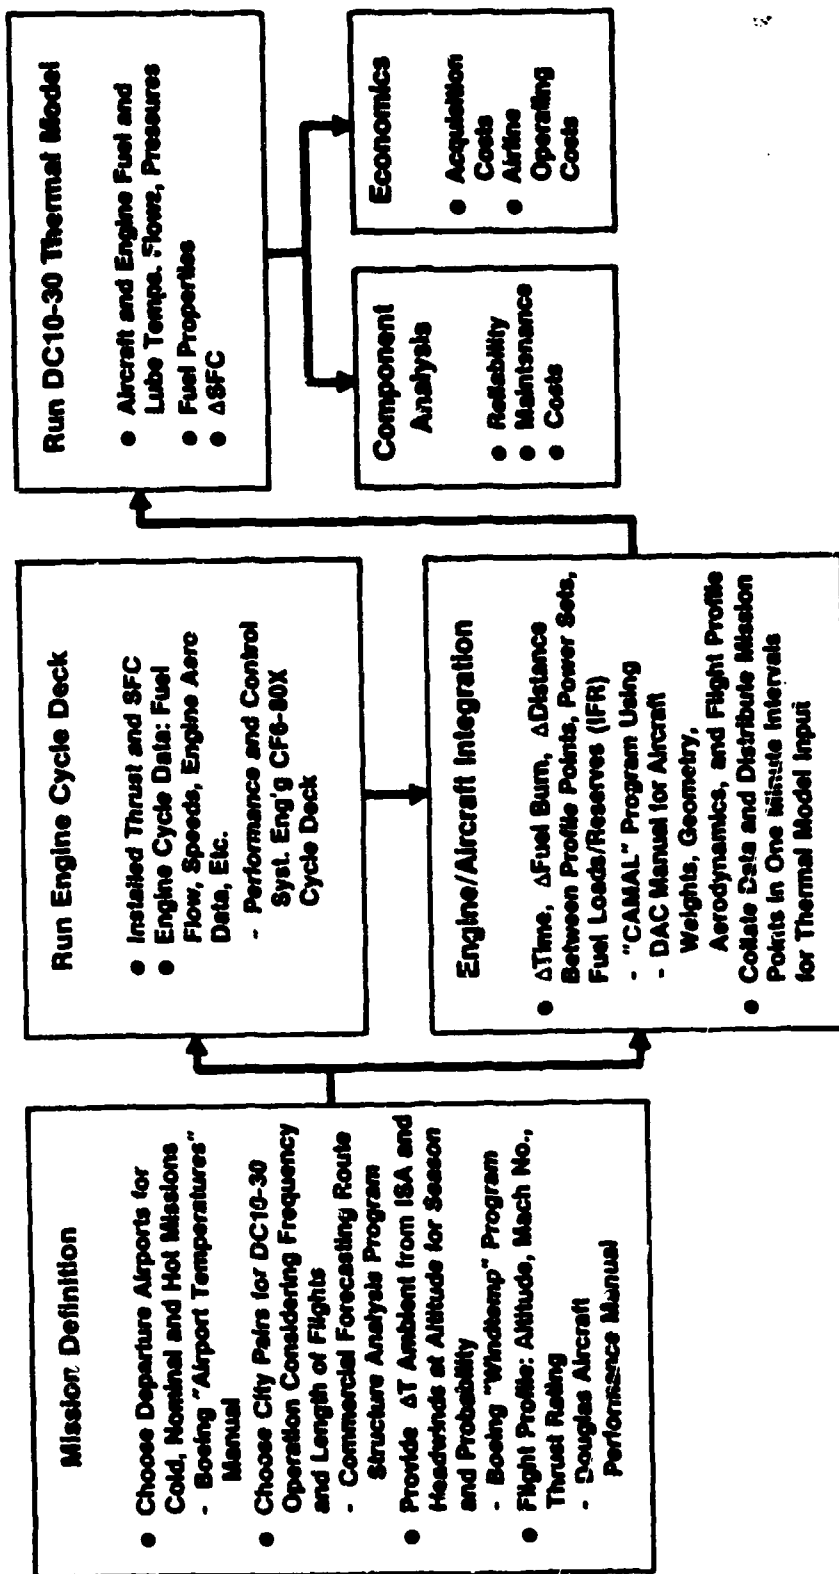 Mission Definition
● Choose Departure Airports for
Cold, Nominal and Hot Missions
- Boeing "Airport Temperatures"
Manual
● Choose City Pairs for DC10-30
Operation Considering Frequency
and Length of Flights
- Commercial Forecasting Route
Structure Analysis Program
● Provide ΔT Ambient from ISA and
Headwinds at Altitude for Season
and Probability
- Boeing "Windtemp" Program
● Flight Profile: Altitude, Mach No.,
Thrust Rating
- Douglas Aircraft
Performance Manual
Run Engine Cycle Deck
● Installed Thrust and SFC
● Engine Cycle Data: Fuel
Flow, Speeds, Engine Aero
Data, Etc.
- Performance and Control
Syst. Eng'g CF6-80X
Cycle Deck
Engine/Aircraft Integration
● ΔTime, ΔFuel Burn, ΔDistance
Between Profile Points, Power Sets,
Fuel Loads/Reserves (IFR)
- "CAMAL" Program Using
- DAC Manual for Aircraft
Weights, Geometry,
Aerodynamics, and Flight Profile
● Collate Data and Distribute Mission
Points in One Minute Intervals
for Thermal Model Input
Run DC10-30 Thermal Model
● Aircraft and Engine Fuel and
Lube Temps. Flows, Pressures
● Fuel Properties
● ΔSFC
Component
Analysis
● Reliability
● Maintenance
● Costs
Economics
● Acquisition
Costs
● Airline
Operating
Costs